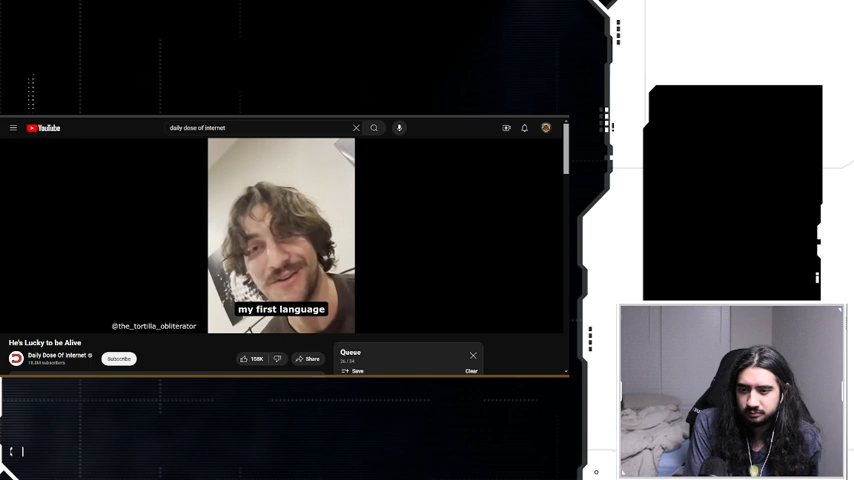 YouTube
daily dose of internet
my first language
@the_tortilla_obliterator
He's Lucky to be Alive
Daily Dose Of Internet
Subscribe
158K
Share
Queue
Save
Clear